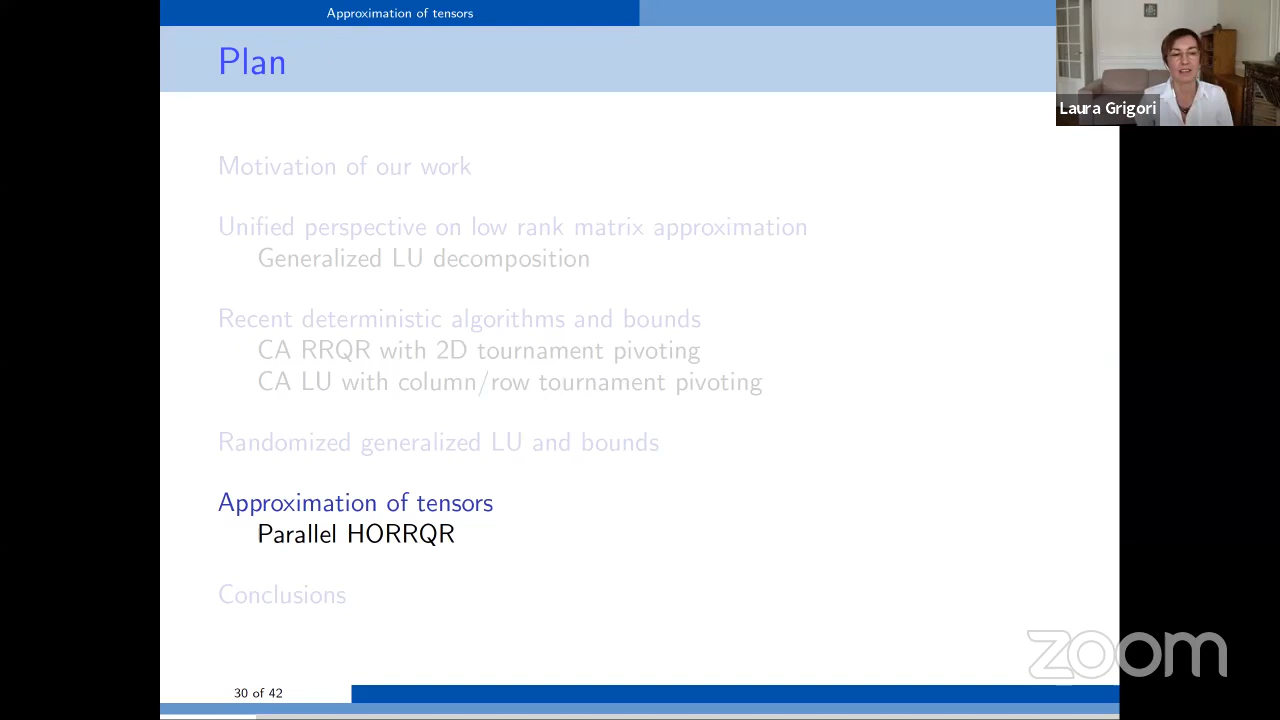 Approximation of tensors
Plan
Laura Grigori
Motivation of our work
Unified perspective on low rank matrix approximation
Generalized LU decomposition
Recent deterministic algorithms and bounds
CA RRQR with 2D tournament pivoting
CA LU with column/row tournament pivoting
Randomized generalized LU and bounds
Approximation of tensors
Parallel HORRQR
Conclusions
zoom
30 of 42